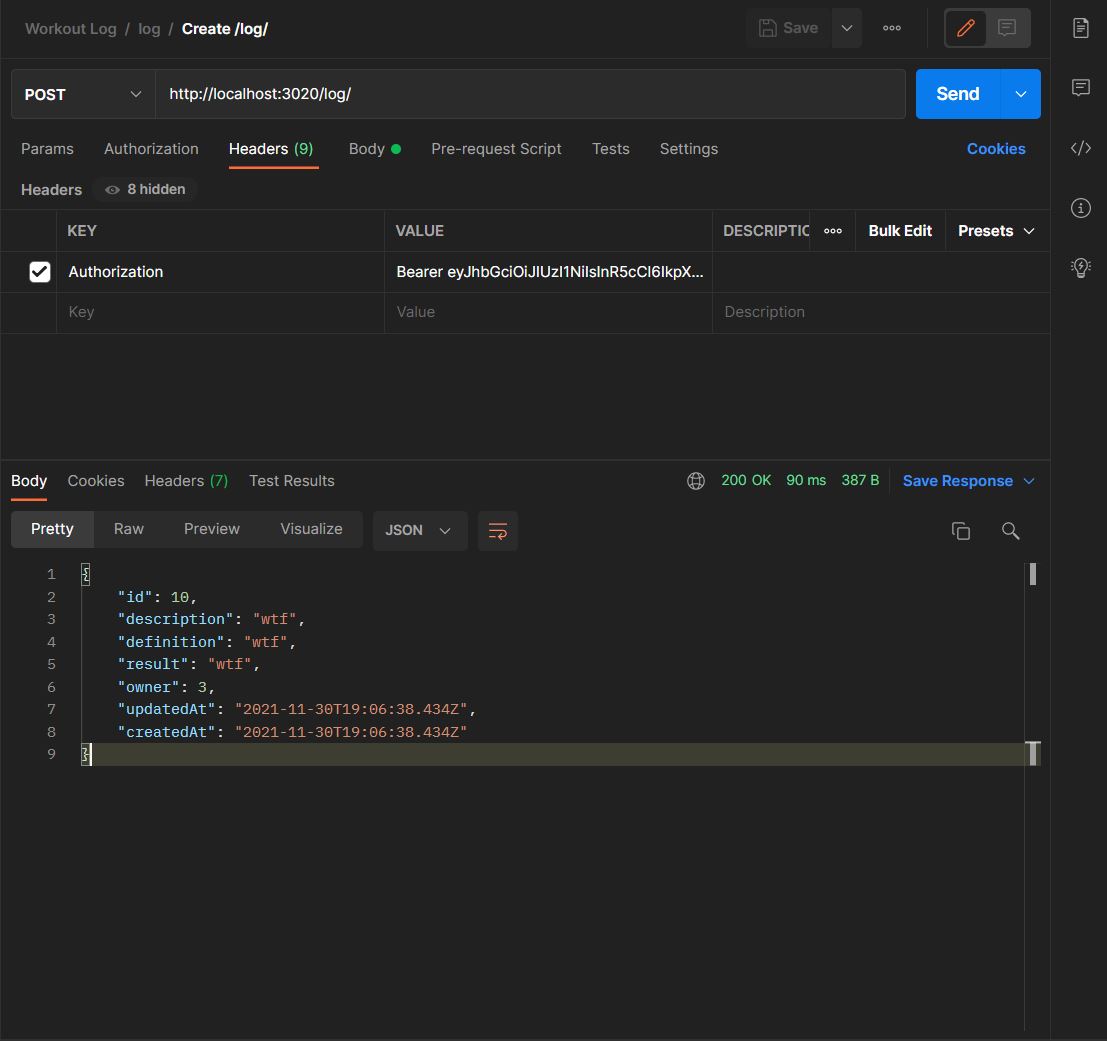 Workout Log / log / Create /log/
Save
POST
http://localhost:3020/log/
Send
Params Authorization Headers (9) Body Pre-request Script Tests Settings Cookies
Headers 8 hidden
KEY VALUE DESCRIPTIO Bulk Edit Presets
Authorization Bearer eyJhbGciOiJIUzI1NiIsInR5cCI6IkpX...
Key Value Description
Body Cookies Headers (7) Test Results 200 OK 90 ms 387 B Save Response
Pretty Raw Preview Visualize JSON
1 {
2 "id": 10,
3 "description": "wtf",
4 "definition": "wtf",
5 "result": "wtf",
6 "owner": 3,
7 "updatedAt": "2021-11-30T19:06:38.434Z",
8 "createdAt": "2021-11-30T19:06:38.434Z"
9 }